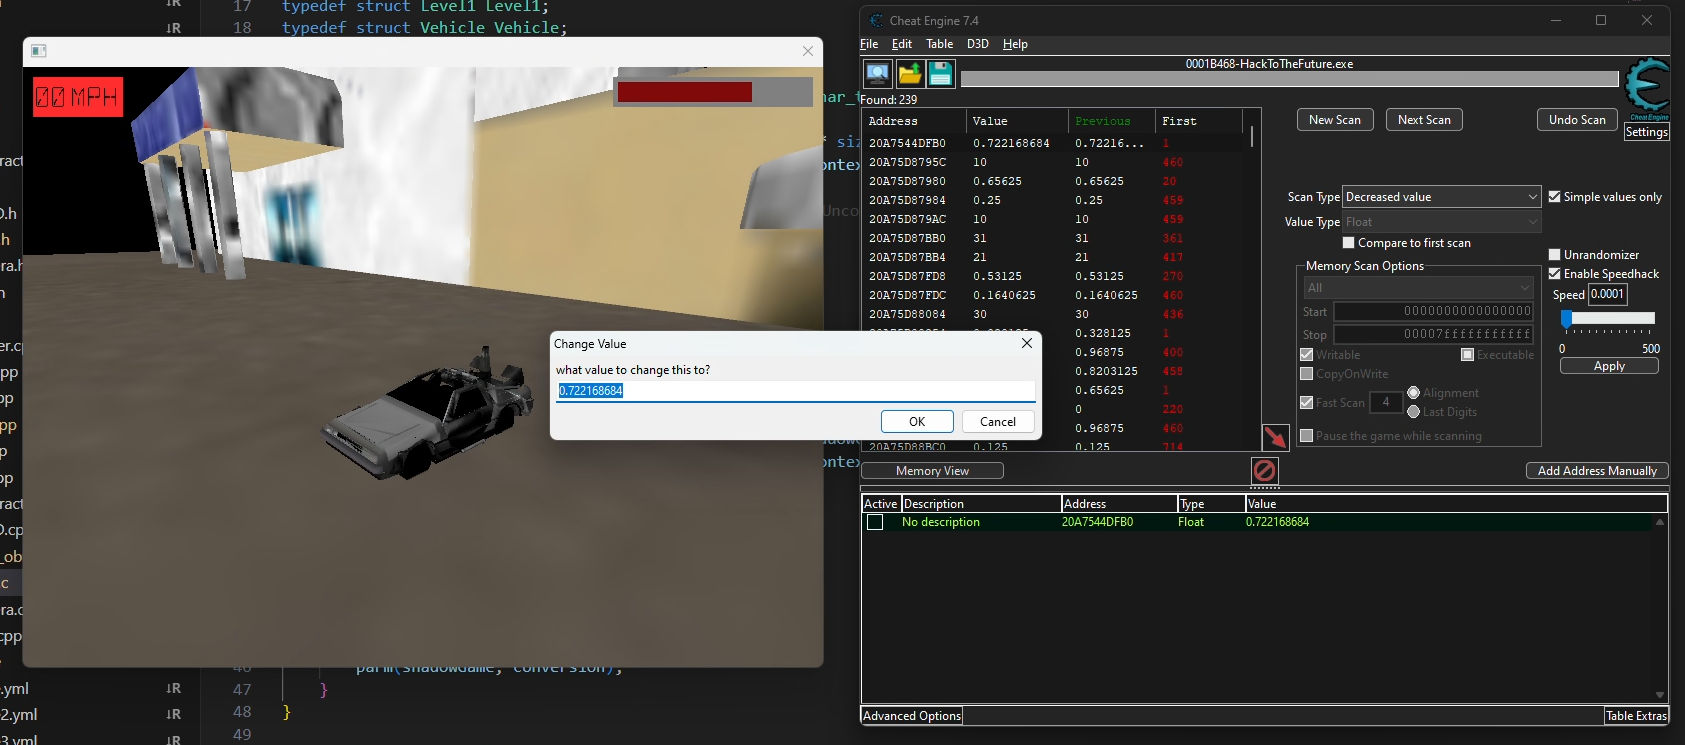 17 typedef struct Level1 Level1;
18 typedef struct Vehicle Vehicle;
Cheat Engine 7.4
File Edit Table D3D Help
0001B468-HackToTheFuture.exe
00MPH
Found: 239
Address Value Previous First
20A7544DFB0 0.722168684 0.72216... 1
20A75D8795C 10 10 460
20A75D87980 0.65625 0.65625 20
20A75D87984 0.25 0.25 459
20A75D879AC 10 10 459
20A75D87BB0 31 31 361
20A75D87BB4 21 21 417
20A75D87FD8 0.53125 0.53125 270
20A75D87FDC 0.1640625 0.1640625 460
20A75D88084 30 30 436
0.328125 1
0.96875 400
0.8203125 458
0.65625 1
0 220
0.96875 460
20A75D88BC0 0.125 0.125 714
New Scan Next Scan Undo Scan
Cheat Engine
Settings
Scan Type Decreased value
Simple values only
Value Type Float
Compare to first scan
Memory Scan Options
All
Start 0000000000000000
Stop 00007fffffffffff
Writable Executable
CopyOnWrite
Fast Scan 4 Alignment
Last Digits
Pause the game while scanning
Unrandomizer
Enable Speedhack
Speed 0.0001
0 500
Apply
Change Value
what value to change this to?
0.722168684
OK Cancel
Memory View
Add Address Manually
Active Description Address Type Value
No description 20A7544DFB0 Float 0.722168684
Advanced Options Table Extras
47 }
48 }
49
.yml ↓R
2.yml ↓R
3.yml ↓R